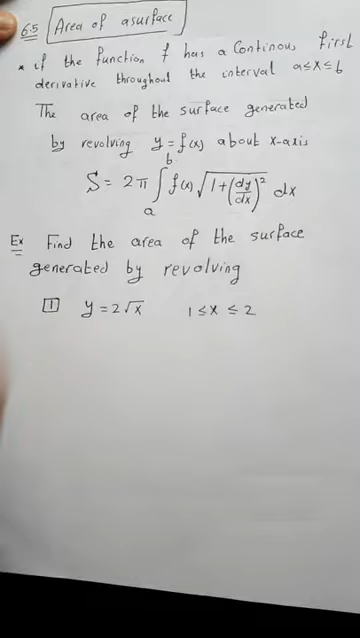 6.5 Area of a surface
* if the function f has a Continous first
derivative throughout the interval a≤x≤b
The area of the surface generated
by revolving y = f(x) about x-axis
S = 2π ∫_a^b f(x) √(1+(dy/dx)²) dx
Ex Find the area of the surface
generated by revolving
1 y = 2√x 1≤x≤2